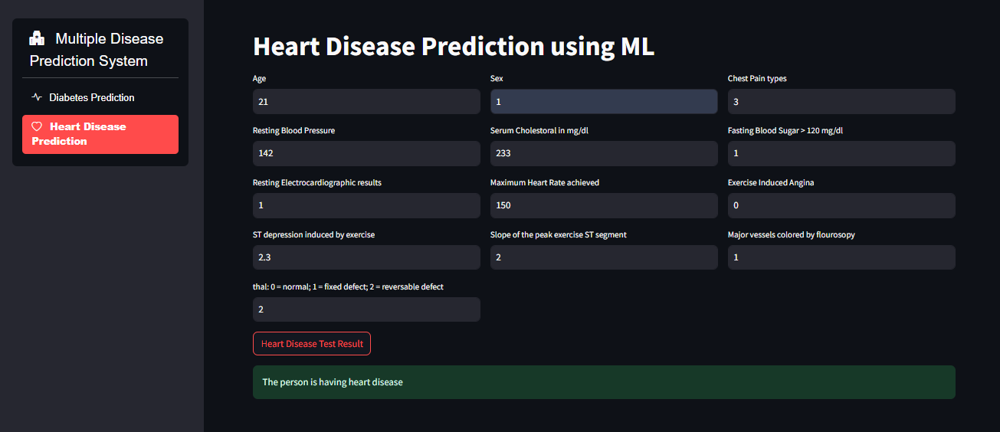 Multiple Disease
Prediction System
Diabetes Prediction
Heart Disease
Prediction
Heart Disease Prediction using ML
Age
Sex
Chest Pain types
21
1
3
Resting Blood Pressure
Serum Cholestoral in mg/dl
Fasting Blood Sugar > 120 mg/dl
142
233
1
Resting Electrocardiographic results
Maximum Heart Rate achieved
Exercise Induced Angina
1
150
0
ST depression induced by exercise
Slope of the peak exercise ST segment
Major vessels colored by flourosopy
2.3
2
1
thal: 0 = normal; 1 = fixed defect; 2 = reversable defect
2
Heart Disease Test Result
The person is having heart disease